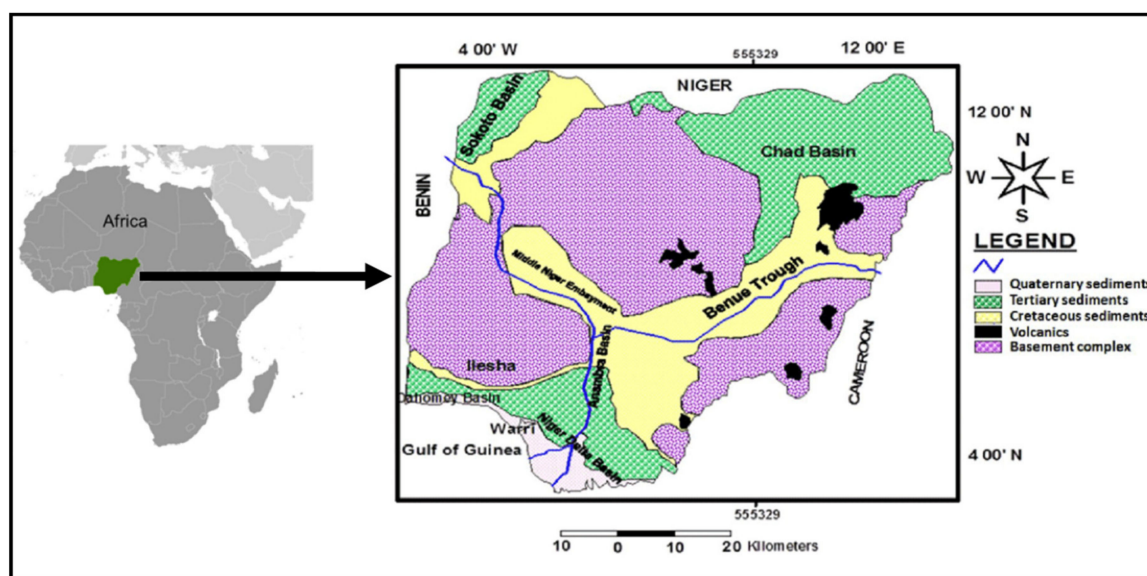 4 00' W
555329
12 00' E
NIGER
12 00' N
Sokoto Basin
Chad Basin
N
W E
S
BENIN
Africa
LEGEND
Middle Niger Embayment
Benue Trough
Quaternary sediments
Tertiary sediments
Cretaceous sediments
Volcanics
Basement complex
Anambra Basin
CAMEROON
Iiesha
Dahomey Basin
Warri
Niger Delta Basin
Gulf of Guinea
4 00' N
555329
10 0 10 20 Kilometers